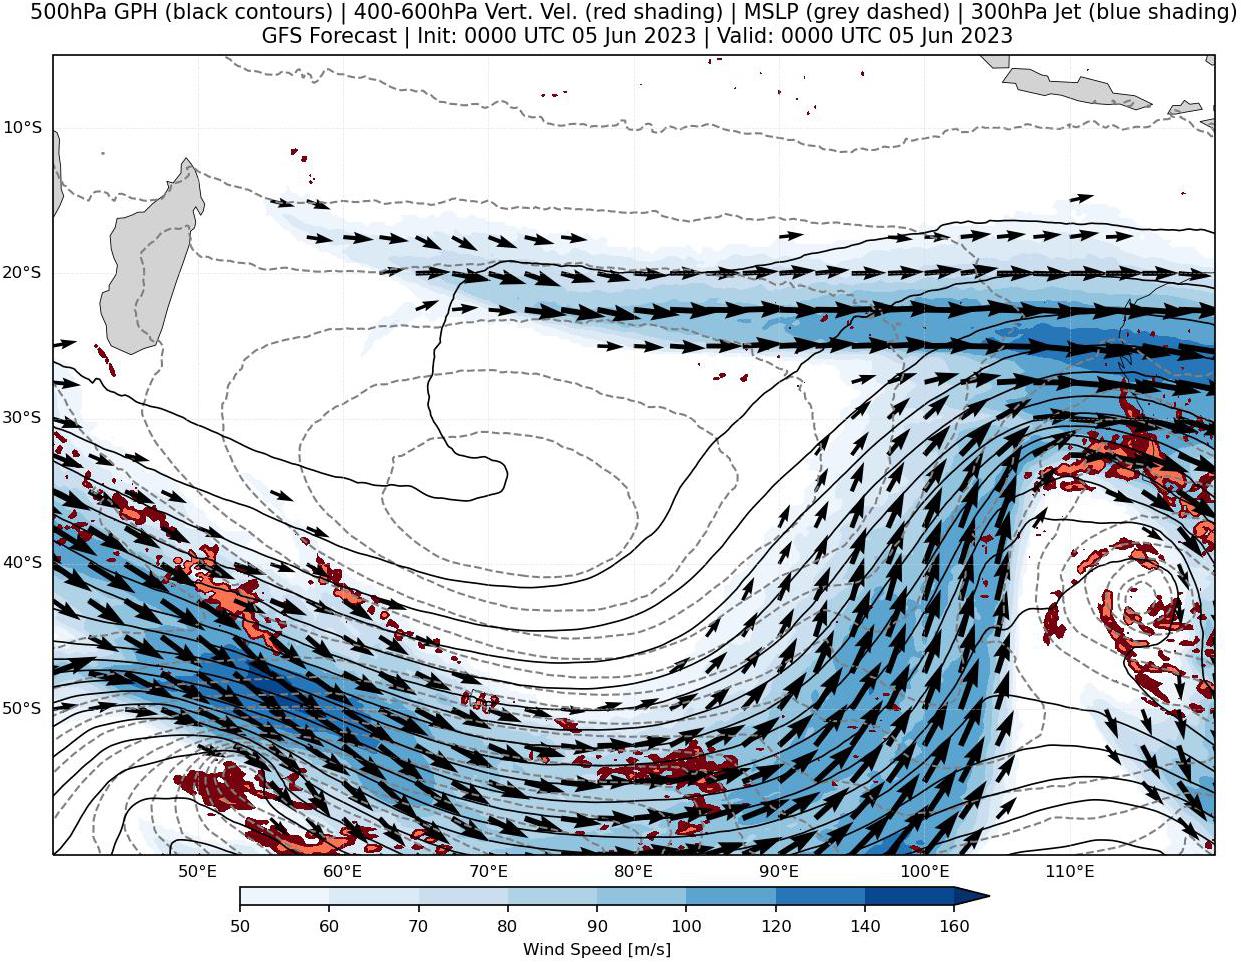 500hPa GPH (black contours) | 400-600hPa Vert. Vel. (red shading) | MSLP (grey dashed) | 300hPa Jet (blue shading)
GFS Forecast | Init: 0000 UTC 05 Jun 2023 | Valid: 0000 UTC 05 Jun 2023
10°S
20°S
30°S
40°S
50°S
50°E 60°E 70°E 80°E 90°E 100°E 110°E
50 60 70 80 90 100 120 140 160
Wind Speed [m/s]